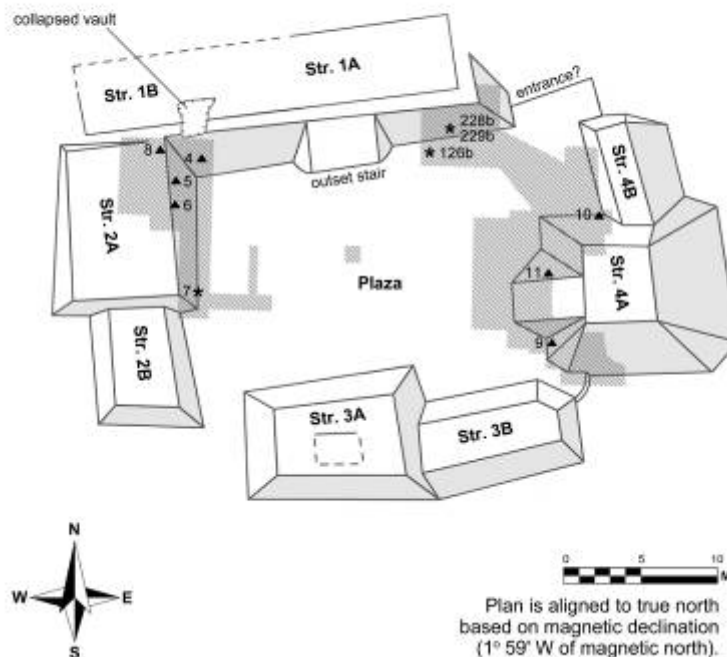 collapsed vault
Str. 1B
Str. 1A
entrance?
228b
229b
126b
outset stair
8
4
5
6
7
Str. 2A
Str. 2B
Plaza
Str. 4B
10
11
Str. 4A
9
Str. 3A
Str. 3B
N
W E
S
0 5 10
M
Plan is aligned to true north
based on magnetic declination
(1° 59' W of magnetic north).